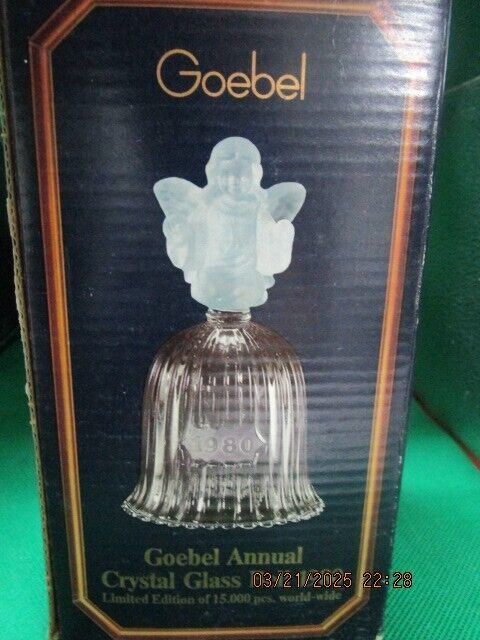 Goebel
1980
Goebel Annual
Crystal Glass
03/21/2025 22:28
Limited Edition of 15.000 pcs. world-wide